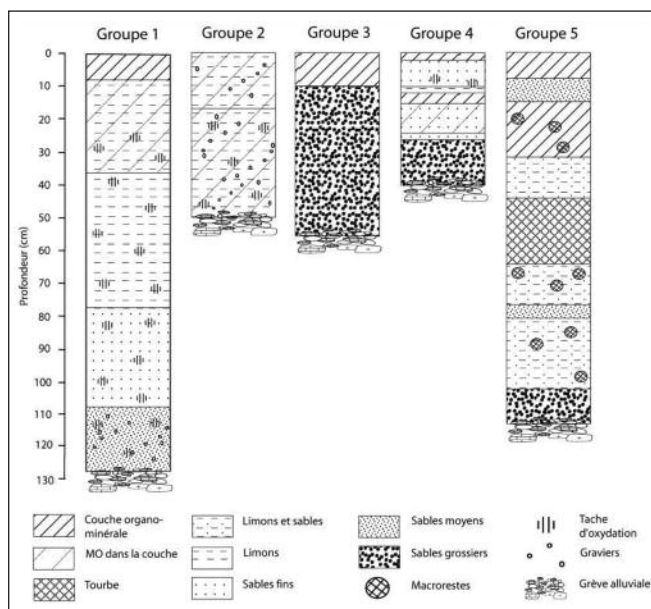 Groupe 1 Groupe 2 Groupe 3 Groupe 4 Groupe 5
Profondeur (cm)
0
10
20
30
40
50
60
70
80
90
100
110
120
130
Couche organo-
minérale
Limons et sables
Sables moyens
Tache
d'oxydation
MO dans la couche
Limons
Sables grossiers
Graviers
Tourbe
Sables fins
Macrorestes
Grève alluviale